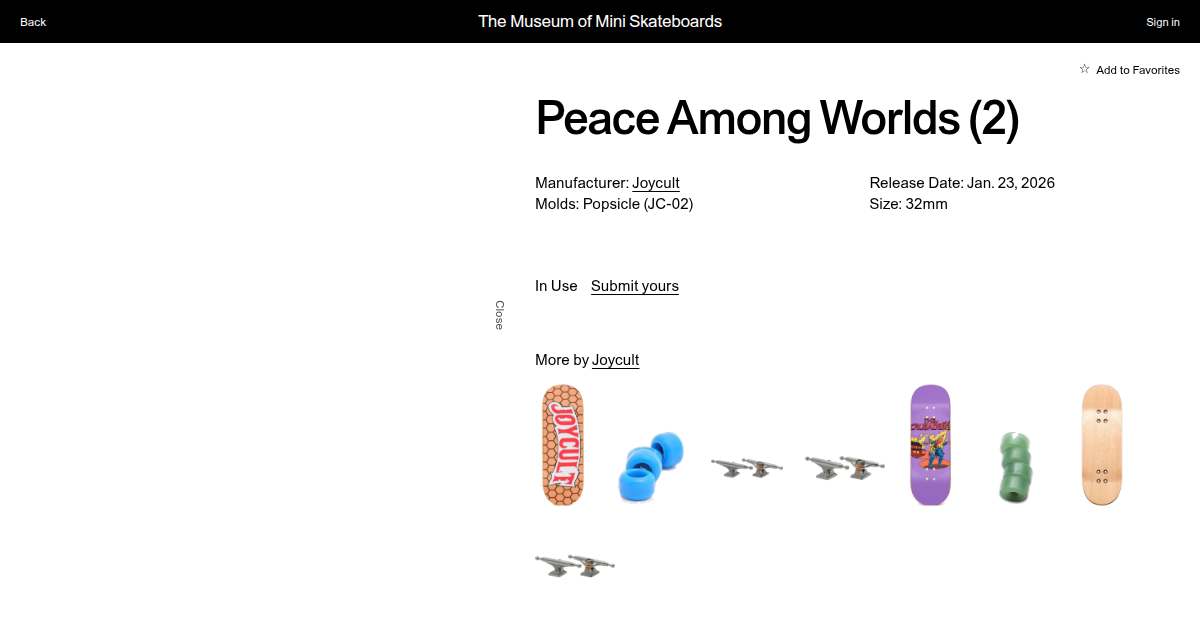 Back
The Museum of Mini Skateboards
Sign in
☆ Add to Favorites
Peace Among Worlds (2)
Manufacturer: Joycult
Release Date: Jan. 23, 2026
Molds: Popsicle (JC-02)
Size: 32mm
In Use Submit yours
Close
More by Joycult
JOYCULT